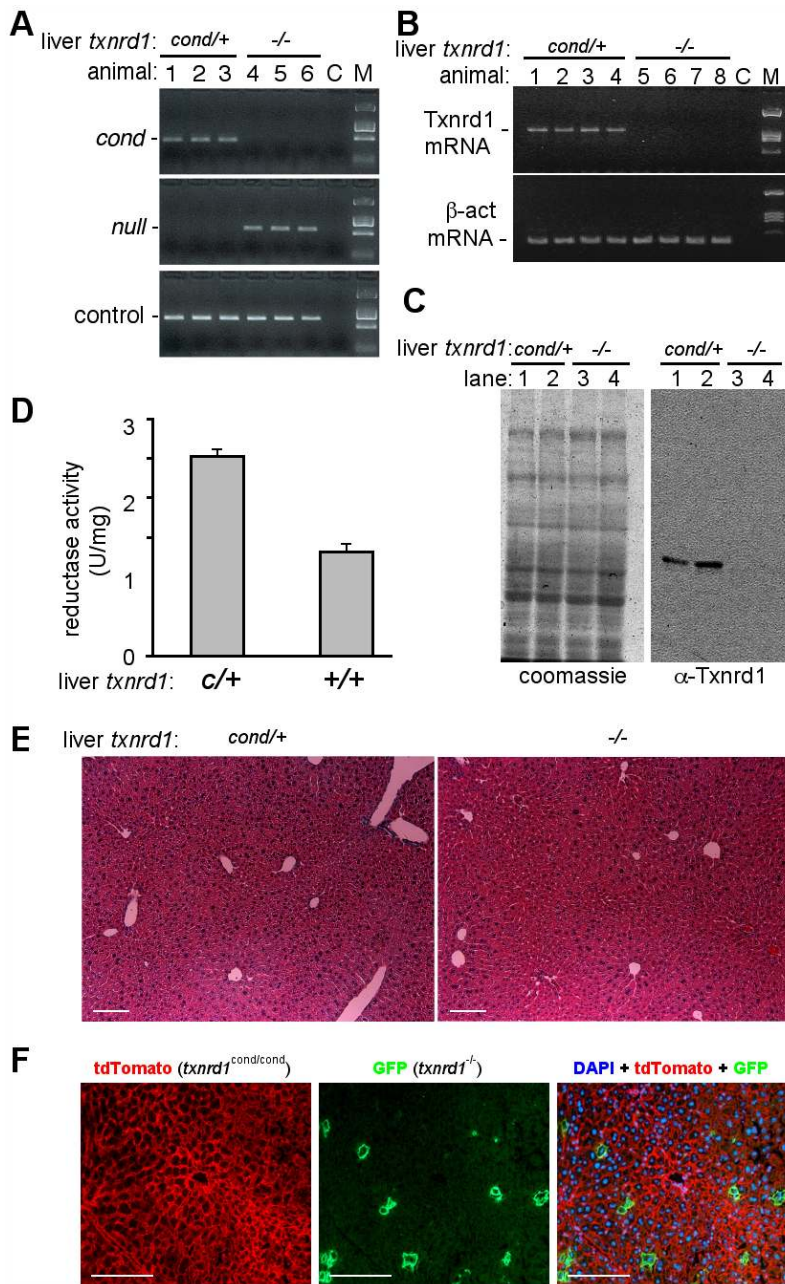 A
liver txnrd1: cond/+ -/-
animal: 1 2 3 4 5 6 C M
cond -
null -
control -
B
liver txnrd1: cond/+ -/-
animal: 1 2 3 4 5 6 7 8 C M
Txnrd1 -
mRNA
β-act
mRNA -
C
liver txnrd1: cond/+ -/- cond/+ -/-
lane: 1 2 3 4 1 2 3 4
coomassie α-Txnrd1
D
3
2
1
0
reductase activity
(U/mg)
liver txnrd1: c/+ +/+
E
liver txnrd1: cond/+ -/-
F
tdTomato (txnrd1cond/cond) GFP (txnrd1-/-) DAPI + tdTomato + GFP